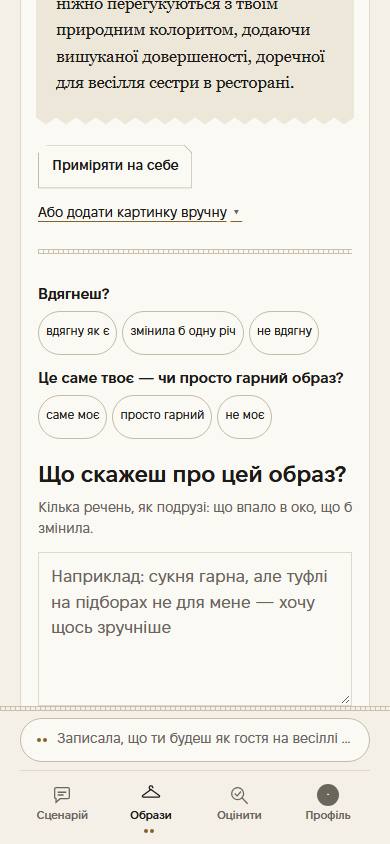 ніжно перегукуються з твоїм
природним колоритом, додаючи
вишуканої довершеності, доречної
для весілля сестри в ресторані.
Приміряти на себе
Або додати картинку вручну ▾
Вдягнеш?
вдягну як є
змінила б одну річ
не вдягну
Це саме твоє — чи просто гарний образ?
саме моє
просто гарний
не моє
Що скажеш про цей образ?
Кілька речень, як подрузі: що впало в око, що б
змінила.
Наприклад: сукня гарна, але туфлі
на підборах не для мене — хочу
щось зручніше
Записала, що ти будеш як гостя на весіллі ...
Сценарій
Образи
Оцінити
Профіль